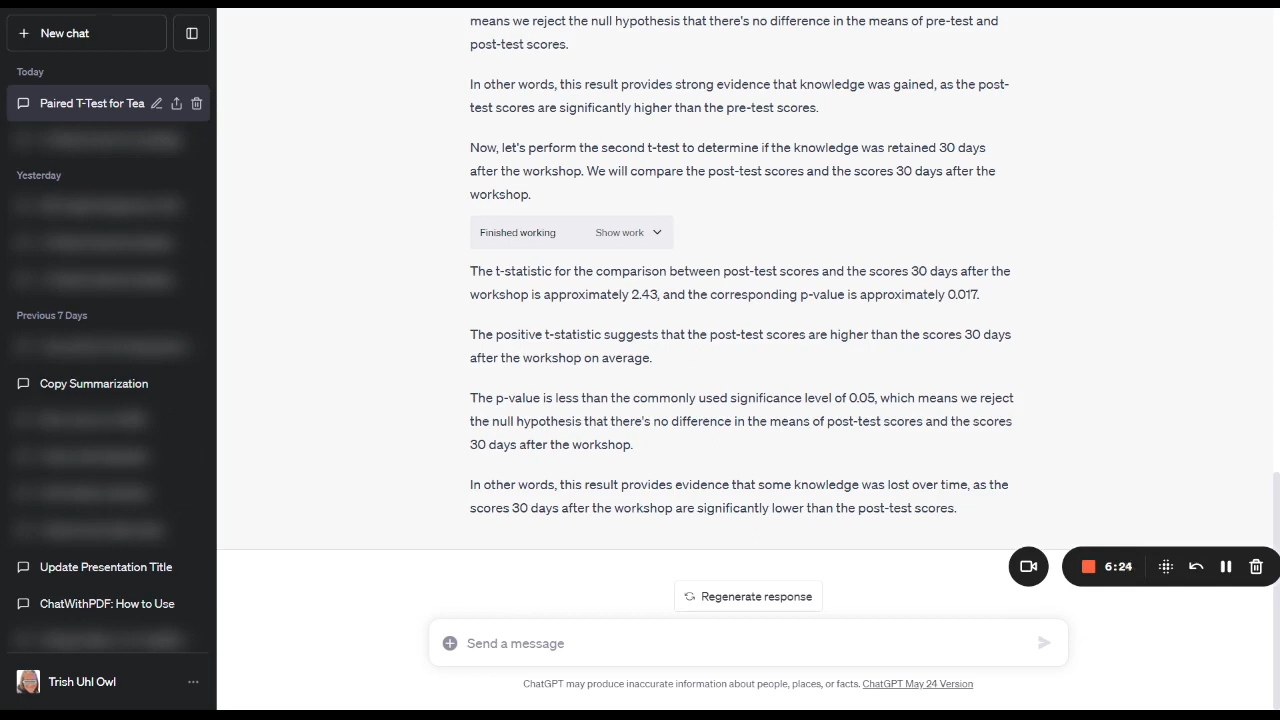 New chat
Today
Paired T-Test for Tea
Yesterday
Previous 7 Days
Copy Summarization
Update Presentation Title
ChatWithPDF: How to Use
Trish Uhl Owl
means we reject the null hypothesis that there's no difference in the means of pre-test and
post-test scores.
In other words, this result provides strong evidence that knowledge was gained, as the post-
test scores are significantly higher than the pre-test scores.
Now, let's perform the second t-test to determine if the knowledge was retained 30 days
after the workshop. We will compare the post-test scores and the scores 30 days after the
workshop.
Finished working Show work
The t-statistic for the comparison between post-test scores and the scores 30 days after the
workshop is approximately 2.43, and the corresponding p-value is approximately 0.017.
The positive t-statistic suggests that the post-test scores are higher than the scores 30 days
after the workshop on average.
The p-value is less than the commonly used significance level of 0.05, which means we reject
the null hypothesis that there's no difference in the means of post-test scores and the scores
30 days after the workshop.
In other words, this result provides evidence that some knowledge was lost over time, as the
scores 30 days after the workshop are significantly lower than the post-test scores.
6:24
Regenerate response
Send a message
ChatGPT may produce inaccurate information about people, places, or facts. ChatGPT May 24 Version